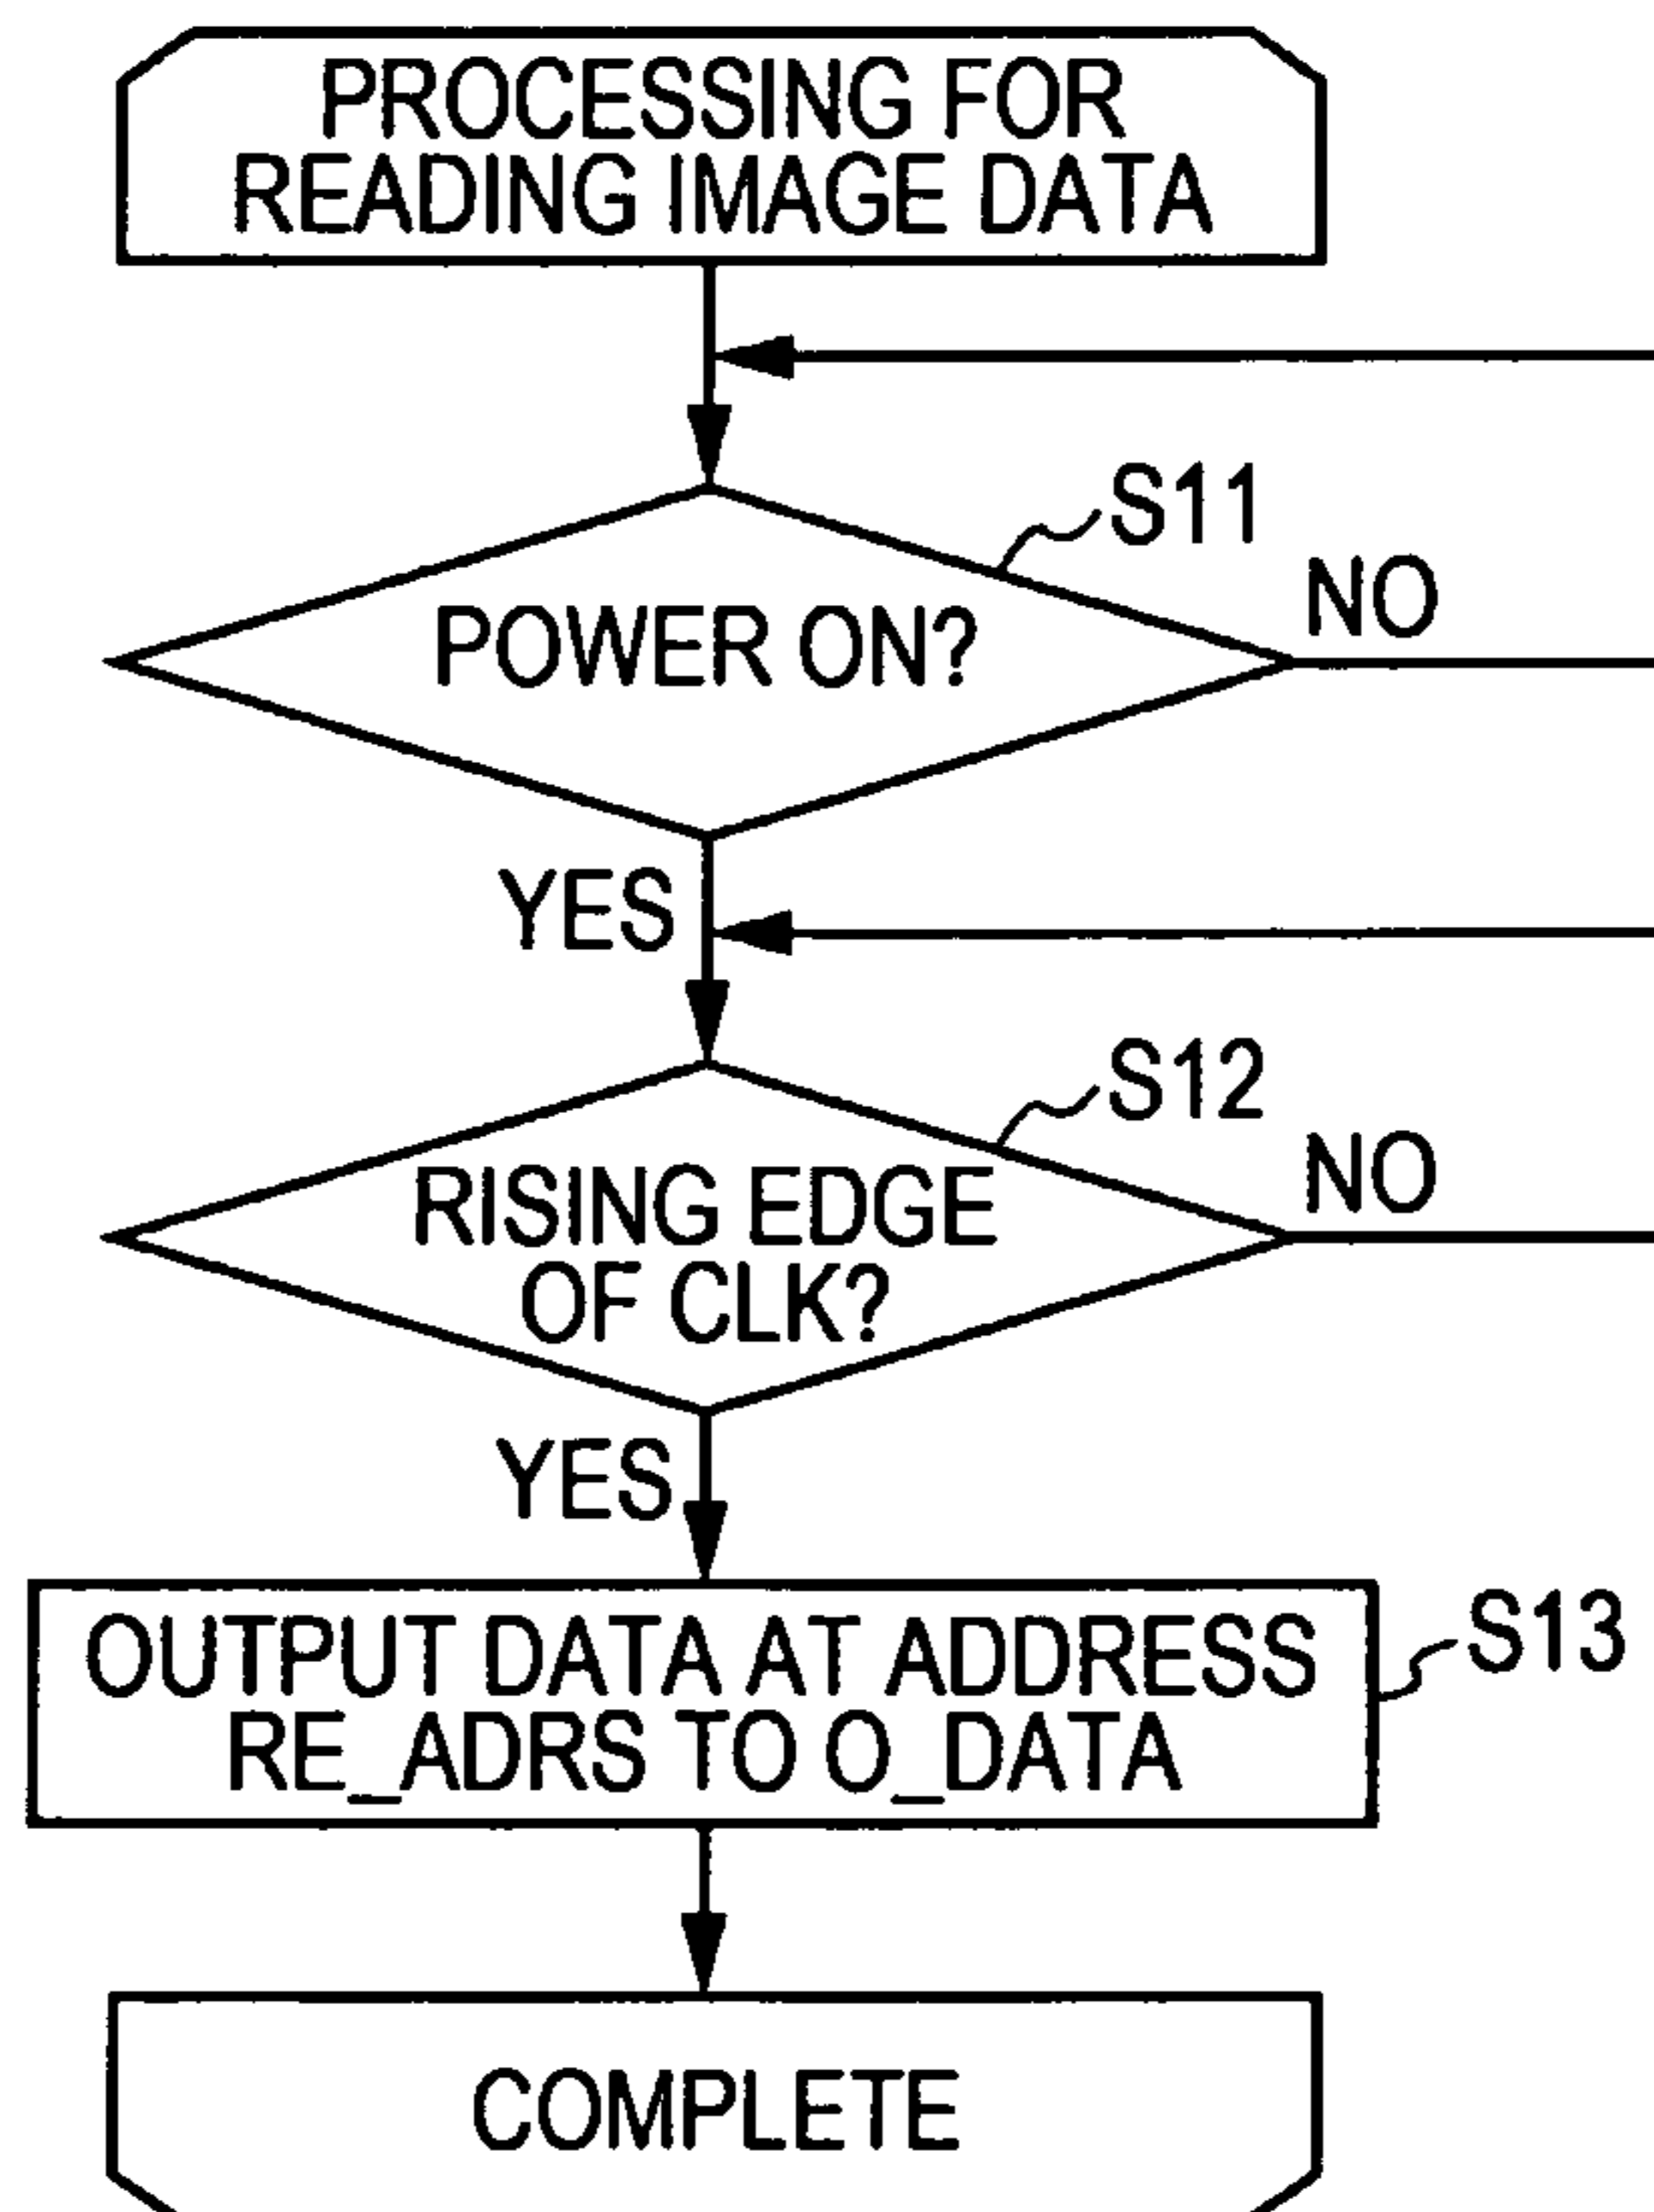 PROCESSING FOR
READING IMAGE DATA
S11
NO
POWER ON?
YES
S12
NO
RISING EDGE
OF CLK?
YES
OUTPUT DATA AT ADDRESS
RE_ADRS TO O_DATA
S13
COMPLETE